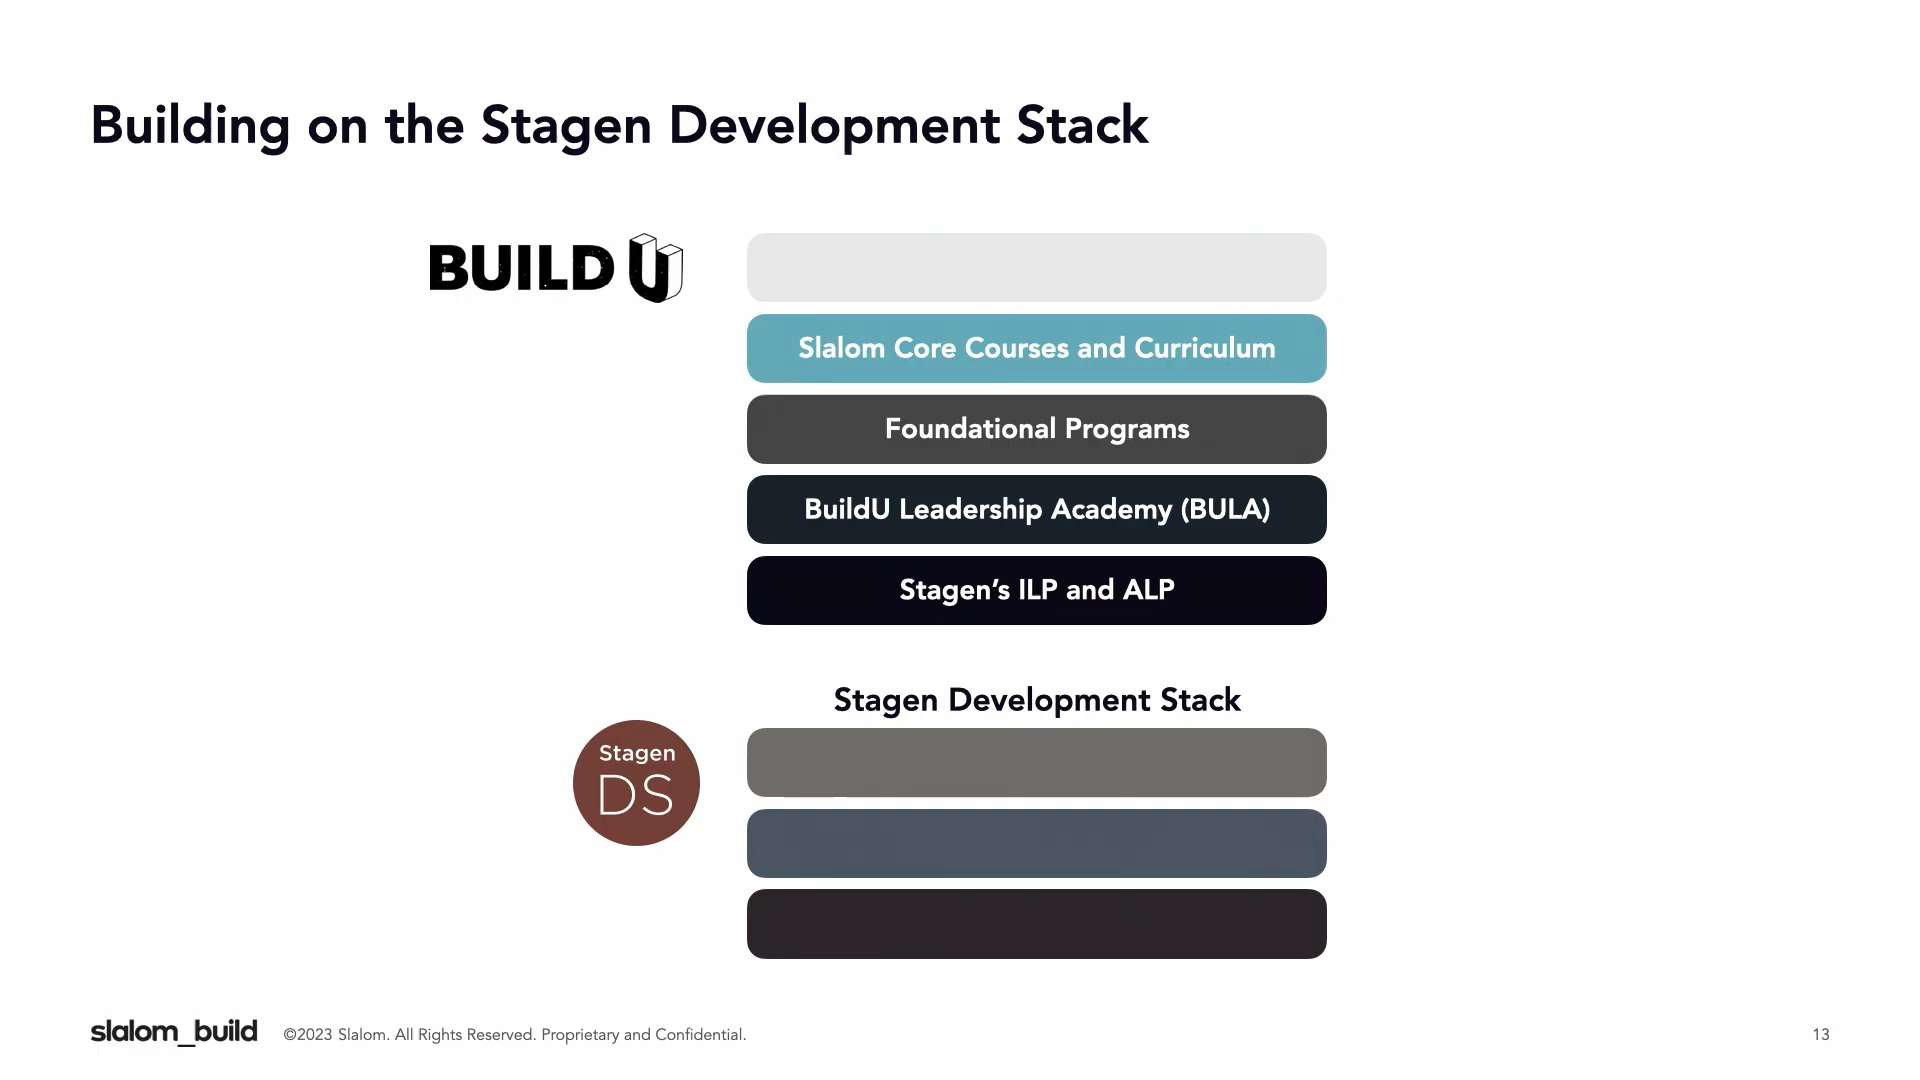 Building on the Stagen Development Stack
BUILD U
Slalom Core Courses and Curriculum
Foundational Programs
BuildU Leadership Academy (BULA)
Stagen’s ILP and ALP
Stagen Development Stack
Stagen
DS
slalom_build
©2023 Slalom. All Rights Reserved. Proprietary and Confidential.
13